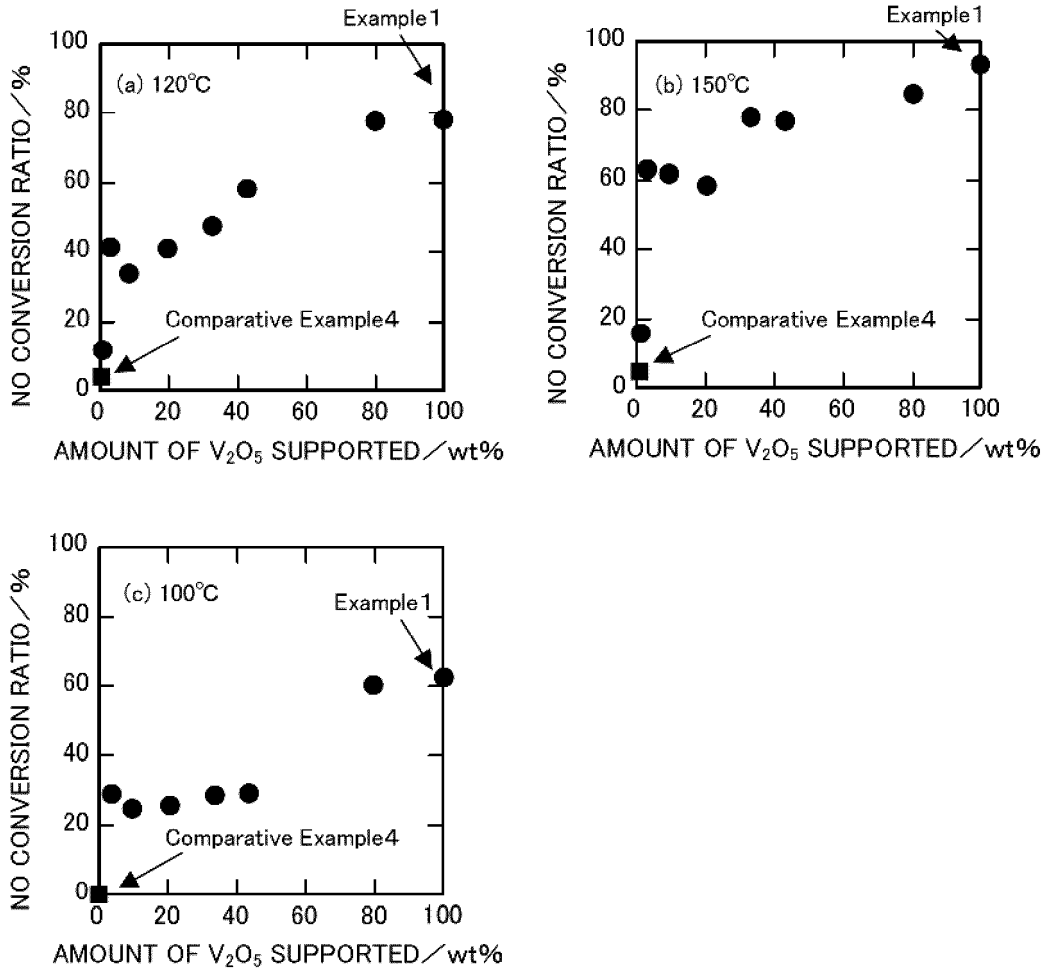 Example1
100
(a) 120℃
80
60
40
Comparative Example4
20
0
0 20 40 60 80 100
NO CONVERSION RATIO/%
AMOUNT OF V₂O₅ SUPPORTED/wt%
Example1
100
(b) 150℃
80
60
40
Comparative Example4
20
0
0 20 40 60 80 100
NO CONVERSION RATIO/%
AMOUNT OF V₂O₅ SUPPORTED/wt%
100
(c) 100℃
Example1
80
60
40
20
Comparative Example4
0
0 20 40 60 80 100
NO CONVERSION RATIO/%
AMOUNT OF V₂O₅ SUPPORTED/wt%